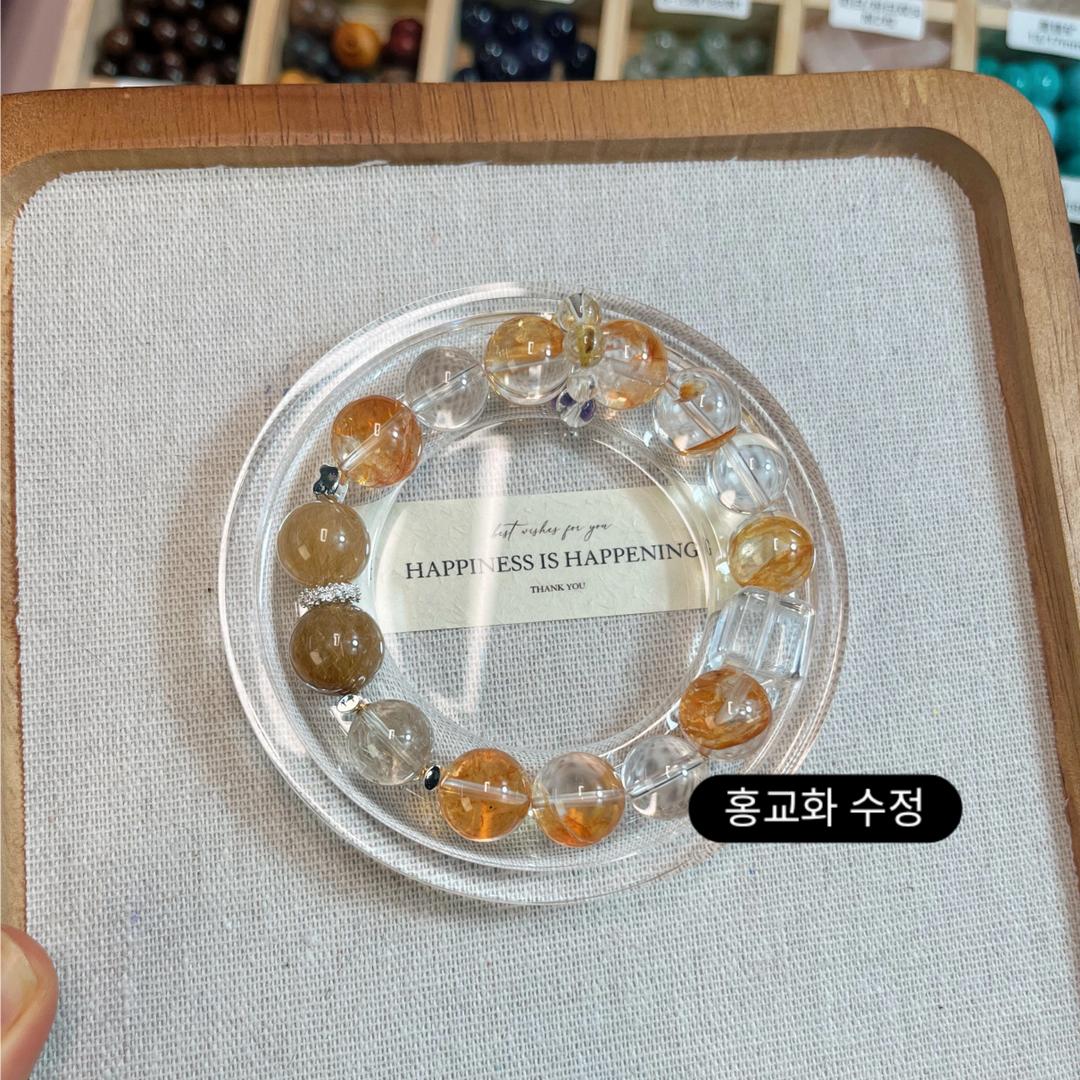 best wishes for you
HAPPINESS IS HAPPENING
THANK YOU
홍교화 수정